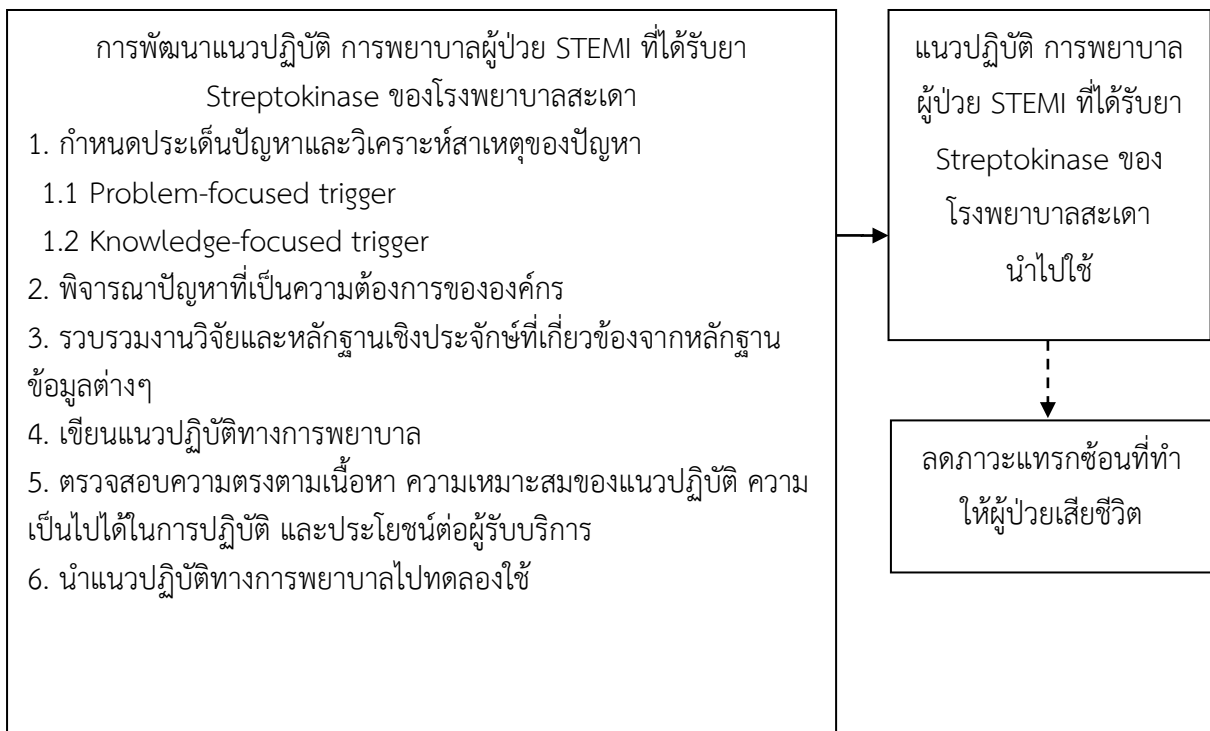 การพัฒนาแนวปฏิบัติ การพยาบาลผู้ป่วย STEMI ที่ได้รับยา
Streptokinase ของโรงพยาบาลสะเดา
1. กำหนดประเด็นปัญหาและวิเคราะห์สาเหตุของปัญหา
1.1 Problem-focused trigger
1.2 Knowledge-focused trigger
2. พิจารณาปัญหาที่เป็นความต้องการขององค์กร
3. รวบรวมงานวิจัยและหลักฐานเชิงประจักษ์ที่เกี่ยวข้องจากหลักฐาน
ข้อมูลต่างๆ
4. เขียนแนวปฏิบัติทางการพยาบาล
5. ตรวจสอบความตรงตามเนื้อหา ความเหมาะสมของแนวปฏิบัติ ความ
เป็นไปได้ในการปฏิบัติ และประโยชน์ต่อผู้รับบริการ
6. นำแนวปฏิบัติทางการพยาบาลไปทดลองใช้
แนวปฏิบัติ การพยาบาล
ผู้ป่วย STEMI ที่ได้รับยา
Streptokinase ของ
โรงพยาบาลสะเดา
นำไปใช้
ลดภาวะแทรกซ้อนที่ทำ
ให้ผู้ป่วยเสียชีวิต